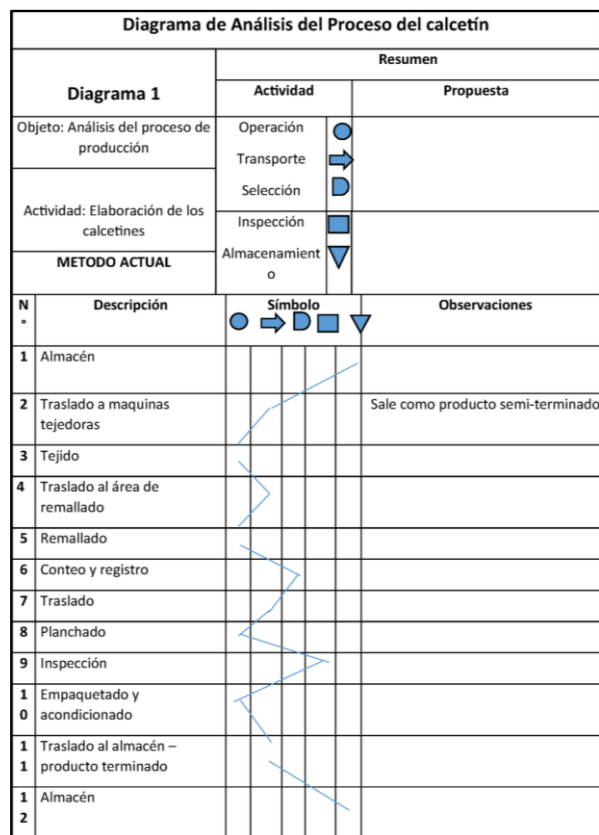 Diagrama de Análisis del Proceso del calcetín
Diagrama 1
Resumen
Actividad
Propuesta
Objeto: Análisis del proceso de
producción
Operación
Transporte
Selección
Actividad: Elaboración de los
calcetines
Inspección
METODO ACTUAL
Almacenamient
o
N
°
Descripción
Símbolo
Observaciones
1 Almacén
2 Traslado a maquinas
tejedoras
Sale como producto semi-terminado
3 Tejido
4 Traslado al área de
remallado
5 Remallado
6 Conteo y registro
7 Traslado
8 Planchado
9 Inspección
1
0
Empaquetado y
acondicionado
1
1
Traslado al almacén –
producto terminado
1
2
Almacén